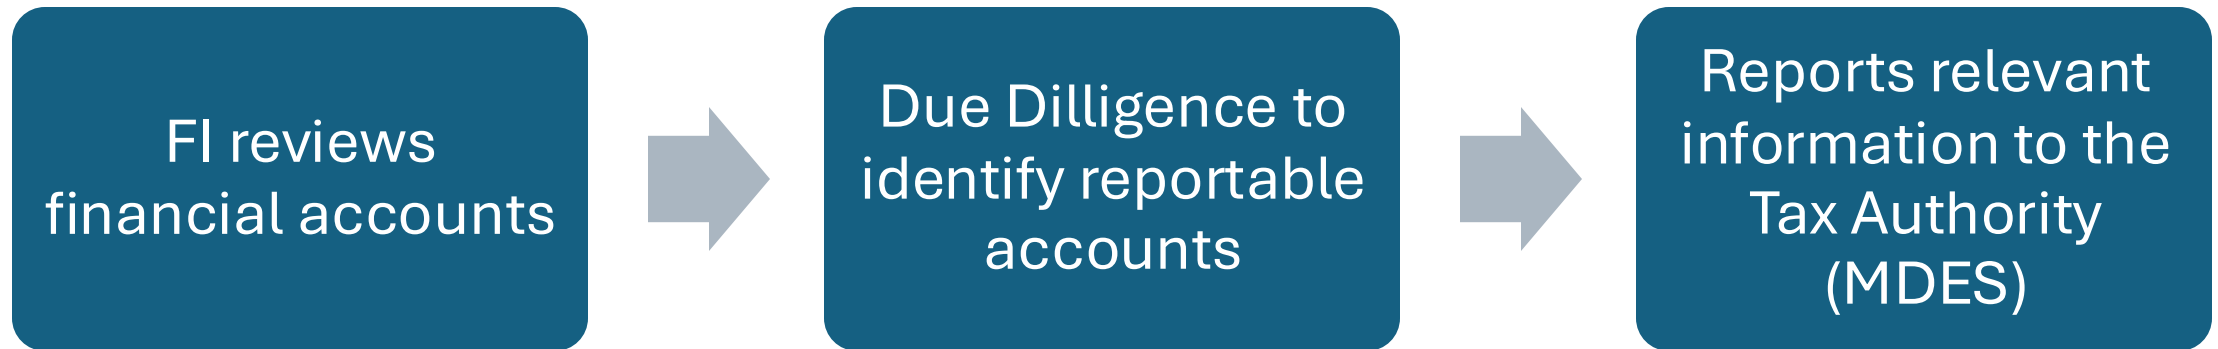 FI reviews
financial accounts
Due Dilligence to
identify reportable
accounts
Reports relevant
information to the
Tax Authority
(MDES)